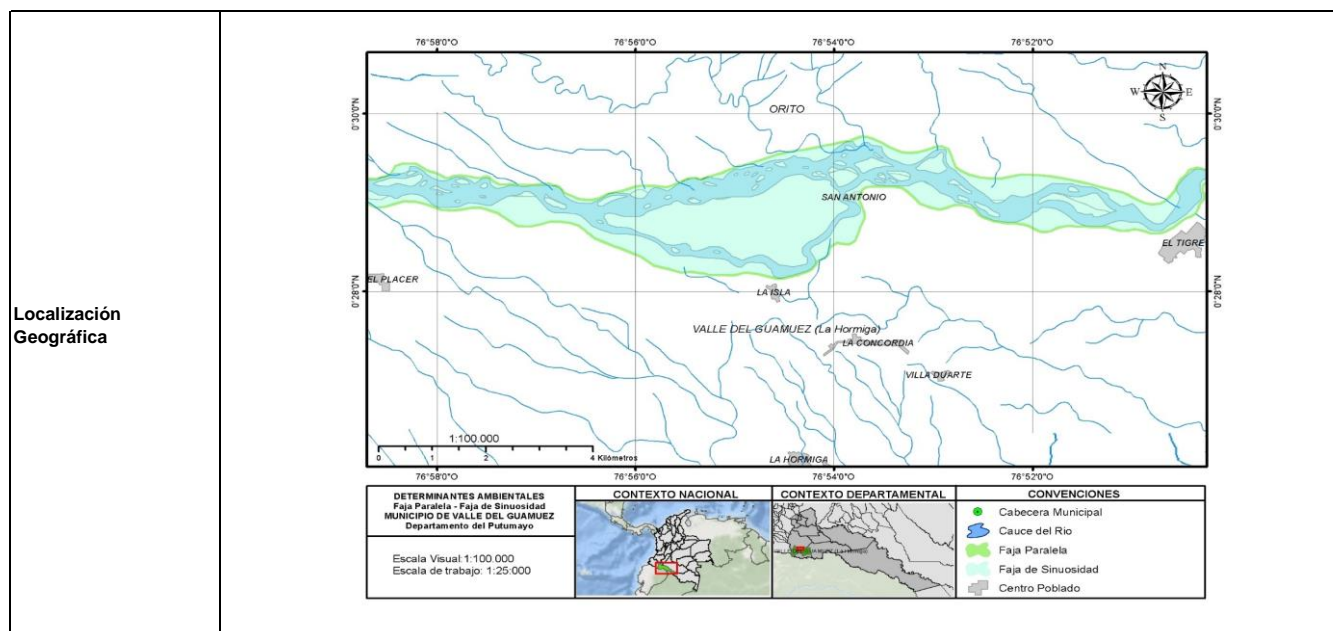 Localización
Geográfica
76°58'0"O 76°56'0"O 76°54'0"O 76°52'0"O
N
W E
S
0°30'0"N 0°30'0"N
ORITO
SAN ANTONIO
EL TIGRE
EL PLACER
0°28'0"N 0°28'0"N
LA ISLA
VALLE DEL GUAMUEZ (La Hormiga)
LA CONCORDIA
VILLA DUARTE
1:100.000
0 1 2 4 Kilómetros
LA HORMIGA
76°58'0"O 76°56'0"O 76°54'0"O 76°52'0"O
DETERMINANTES AMBIENTALES
Faja Paralela - Faja de Sinuosidad
MUNICIPIO DE VALLE DEL GUAMUEZ
Departamento del Putumayo
Escala Visual:1:100.000
Escala de trabajo: 1:25:000
CONTEXTO NACIONAL
CONTEXTO DEPARTAMENTAL
CONVENCIONES
Cabecera Municipal
Cauce del Rio
Faja Paralela
Faja de Sinuosidad
Centro Poblado